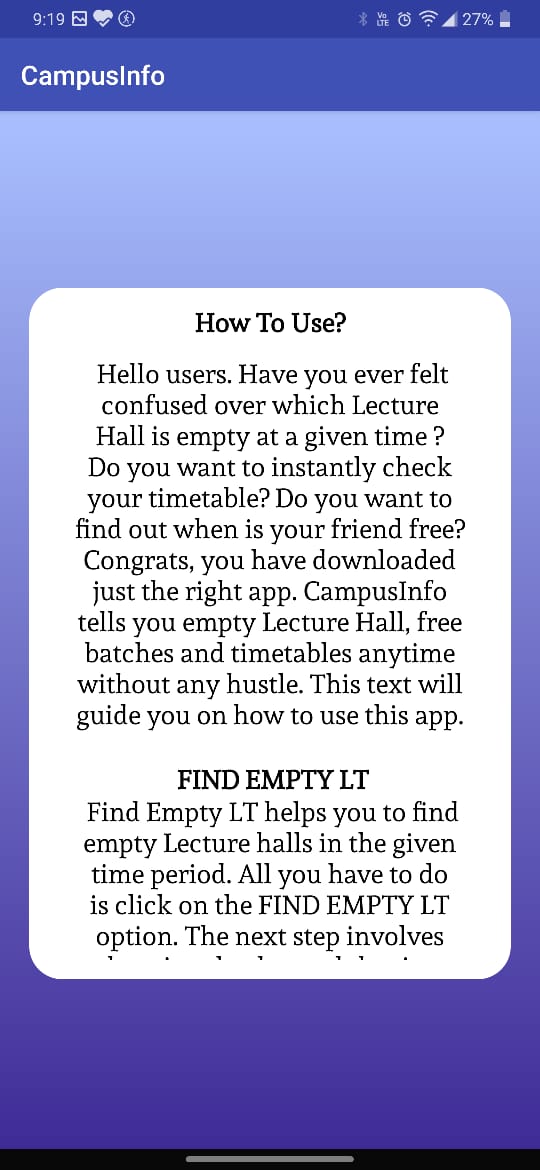 9:19
Vo
LTE
27%
CampusInfo
How To Use?
Hello users. Have you ever felt
confused over which Lecture
Hall is empty at a given time ?
Do you want to instantly check
your timetable? Do you want to
find out when is your friend free?
Congrats, you have downloaded
just the right app. CampusInfo
tells you empty Lecture Hall, free
batches and timetables anytime
without any hustle. This text will
guide you on how to use this app.
FIND EMPTY LT
Find Empty LT helps you to find
empty Lecture halls in the given
time period. All you have to do
is click on the FIND EMPTY LT
option. The next step involves